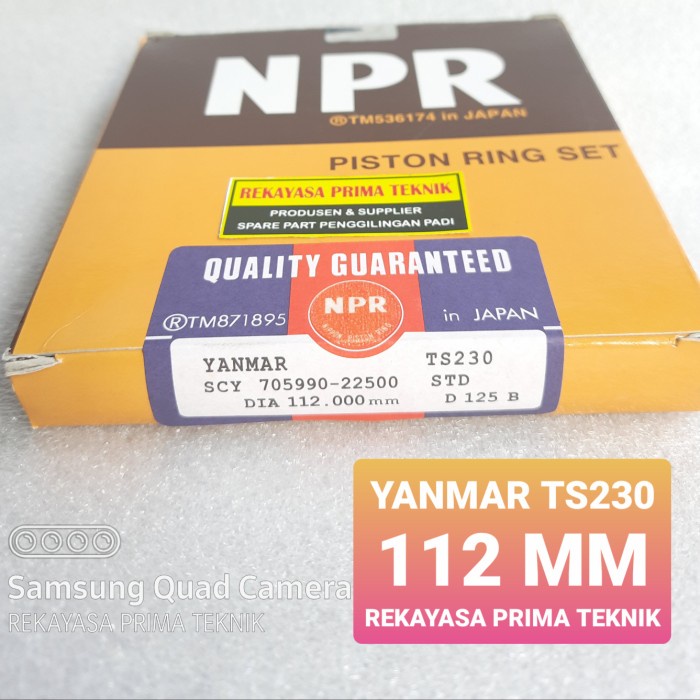 NPR
®TM536174 in JAPAN
PISTON RING SET
REKAYASA PRIMA TEKNIK
PRODUSEN & SUPPLIER
SPARE PART PENGGILINGAN PADI
QUALITY GUARANTEED
®TM871895 NPR in JAPAN
YANMAR TS230
SCY 705990-22500 STD
DIA 112.000mm D 125 B
YANMAR TS230
112 MM
REKAYASA PRIMA TEKNIK
Samsung Quad Camera
REKAYASA PRIMA TEKNIK